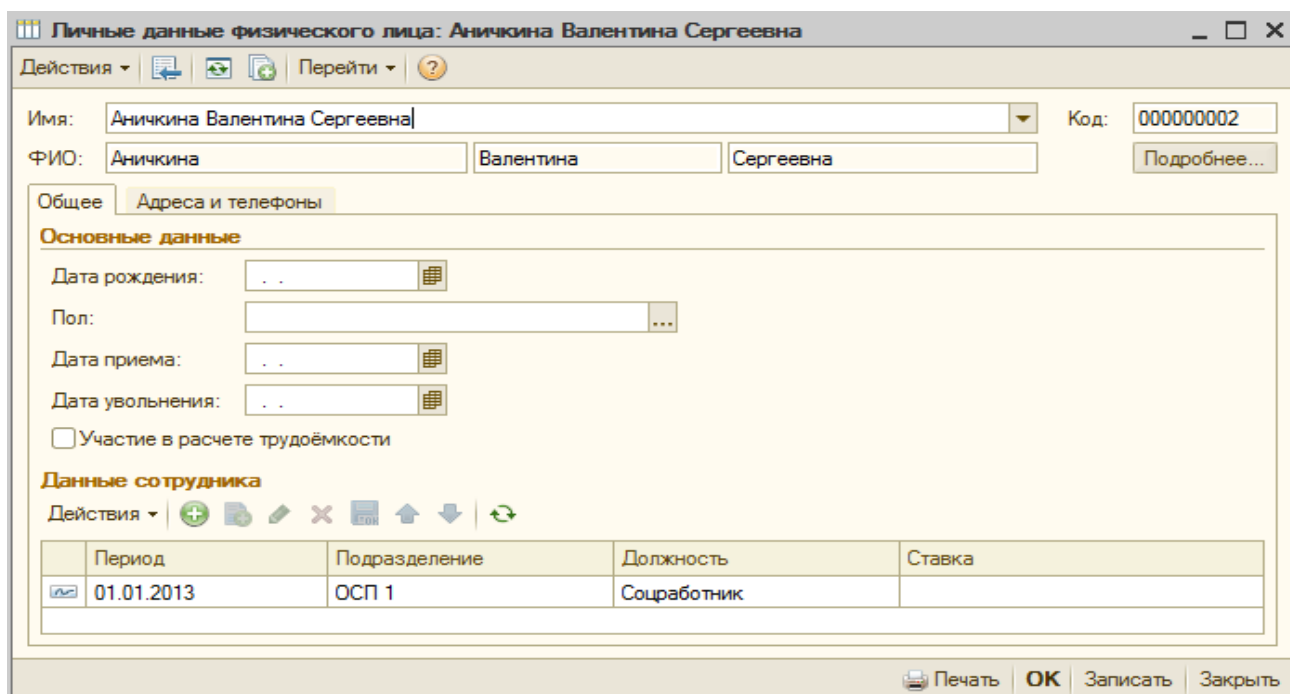 Личные данные физического лица: Аничкина Валентина Сергеевна
Действия Перейти ?
Имя: Аничкина Валентина Сергеевна Код: 000000002
ФИО: Аничкина Валентина Сергеевна Подробнее...
Общее Адреса и телефоны
Основные данные
Дата рождения: . .
Пол: ...
Дата приема: . .
Дата увольнения: . .
Участие в расчете трудоёмкости
Данные сотрудника
Действия
Период Подразделение Должность Ставка
01.01.2013 ОСП 1 Соцработник
Печать OK Записать Закрыть